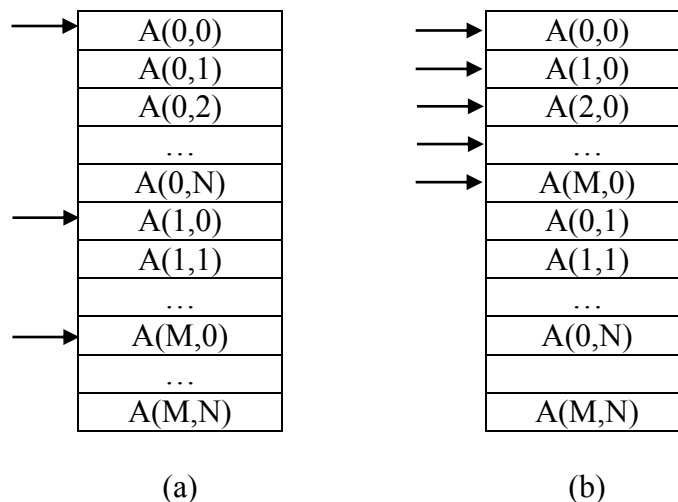 A(0,0)
A(0,1)
A(0,2)
…
A(0,N)
A(1,0)
A(1,1)
…
A(M,0)
…
A(M,N)
(a)
A(0,0)
A(1,0)
A(2,0)
…
A(M,0)
A(0,1)
A(1,1)
…
A(0,N)
A(M,N)
(b)